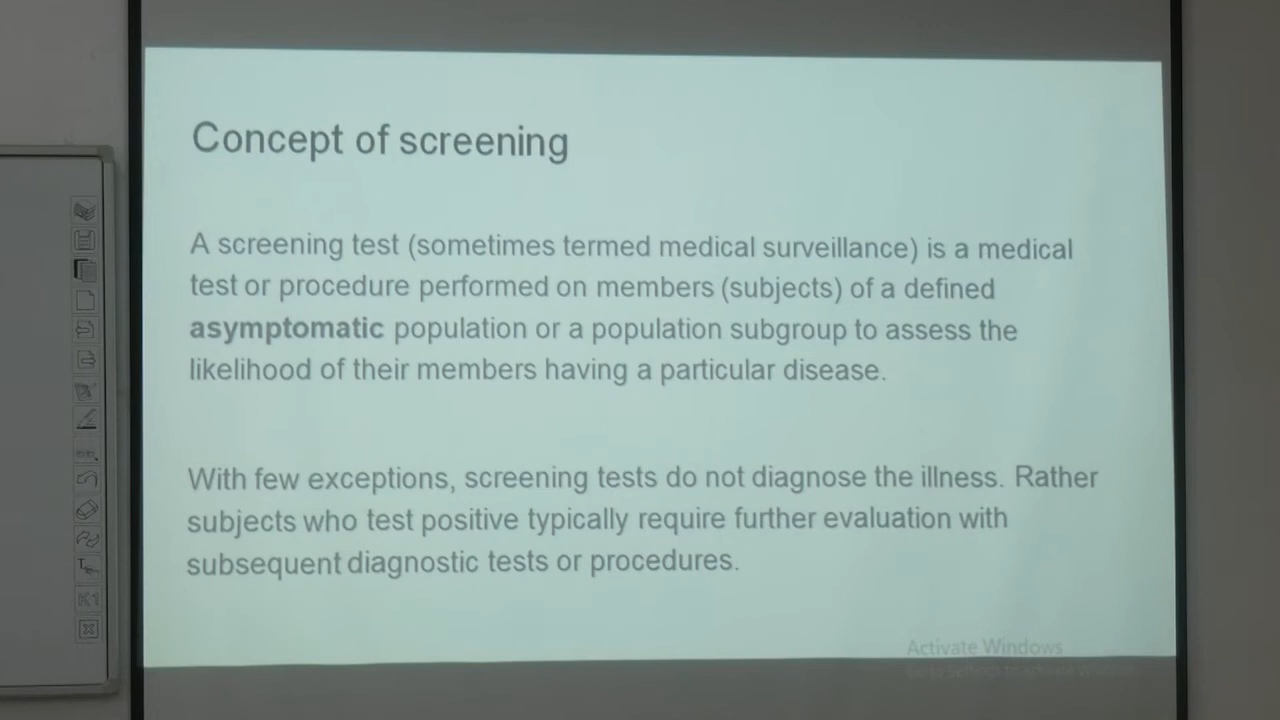 Concept of screening
A screening test (sometimes termed medical surveillance) is a medical
test or procedure performed on members (subjects) of a defined
asymptomatic population or a population subgroup to assess the
likelihood of their members having a particular disease.
With few exceptions, screening tests do not diagnose the illness. Rather
subjects who test positive typically require further evaluation with
subsequent diagnostic tests or procedures.
Activate Windows
K1